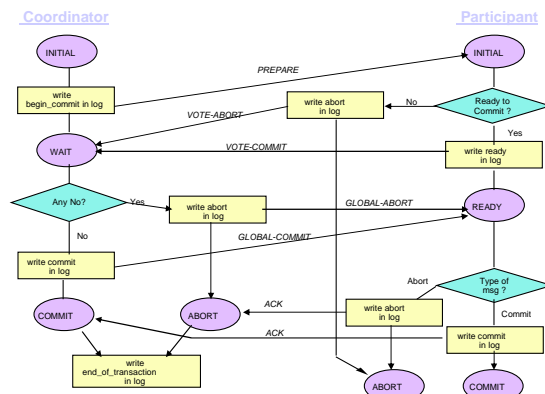 Coordinator
Participant
INITIAL
INITIAL
PREPARE
write
begin_commit in log
write abort
in log
No
Ready to
Commit ?
VOTE-ABORT
Yes
WAIT
VOTE-COMMIT
write ready
in log
Any No?
Yes
write abort
in log
GLOBAL-ABORT
READY
No
GLOBAL-COMMIT
write commit
in log
Abort
Type of
msg ?
COMMIT
ABORT
ACK
write abort
in log
Commit
ACK
write commit
in log
write
end_of_transaction
in log
ABORT
COMMIT